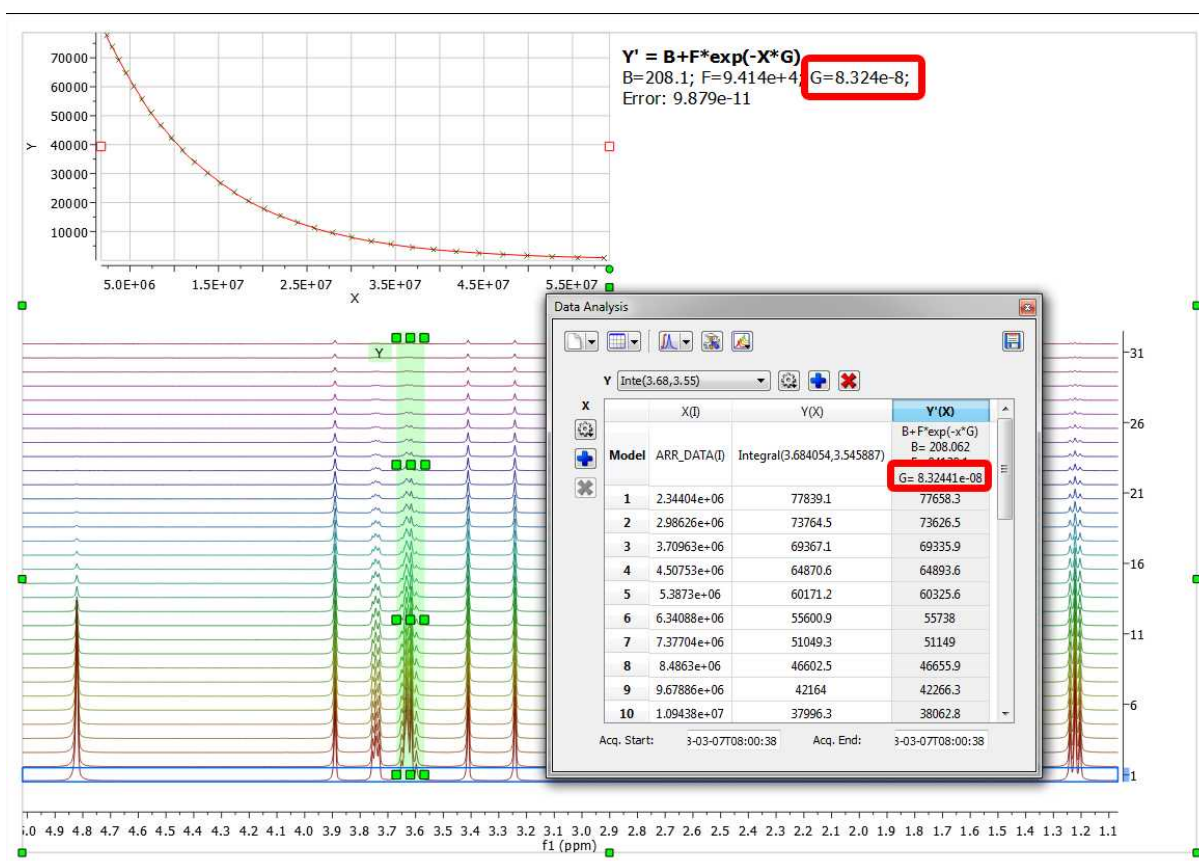 70000
60000
50000
40000
30000
20000
10000
Y
5.0E+06 1.5E+07 2.5E+07 3.5E+07 4.5E+07 5.5E+07
X
Y' = B+F*exp(-X*G)
B=208.1; F=9.414e+4; G=8.324e-8;
Error: 9.879e-11
Y
Data Analysis
Y Inte(3.68,3.55)
X
X(I) Y(X) Y'(X)
Model ARR_DATA(I) Integral(3.684054,3.545887) B+F*exp(-x*G)
B= 208.062
G= 8.32441e-08
1 2.34404e+06 77839.1 77658.3
2 2.98626e+06 73764.5 73626.5
3 3.70963e+06 69367.1 69335.9
4 4.50753e+06 64870.6 64893.6
5 5.3873e+06 60171.2 60325.6
6 6.34088e+06 55600.9 55738
7 7.37704e+06 51049.3 51149
8 8.4863e+06 46602.5 46655.9
9 9.67886e+06 42164 42266.3
10 1.09438e+07 37996.3 38062.8
Acq. Start: 3-03-07T08:00:38 Acq. End: 3-03-07T08:00:38
31
26
21
16
11
6
1
5.0 4.9 4.8 4.7 4.6 4.5 4.4 4.3 4.2 4.1 4.0 3.9 3.8 3.7 3.6 3.5 3.4 3.3 3.2 3.1 3.0 2.9 2.8 2.7 2.6 2.5 2.4 2.3 2.2 2.1 2.0 1.9 1.8 1.7 1.6 1.5 1.4 1.3 1.2 1.1
f1 (ppm)